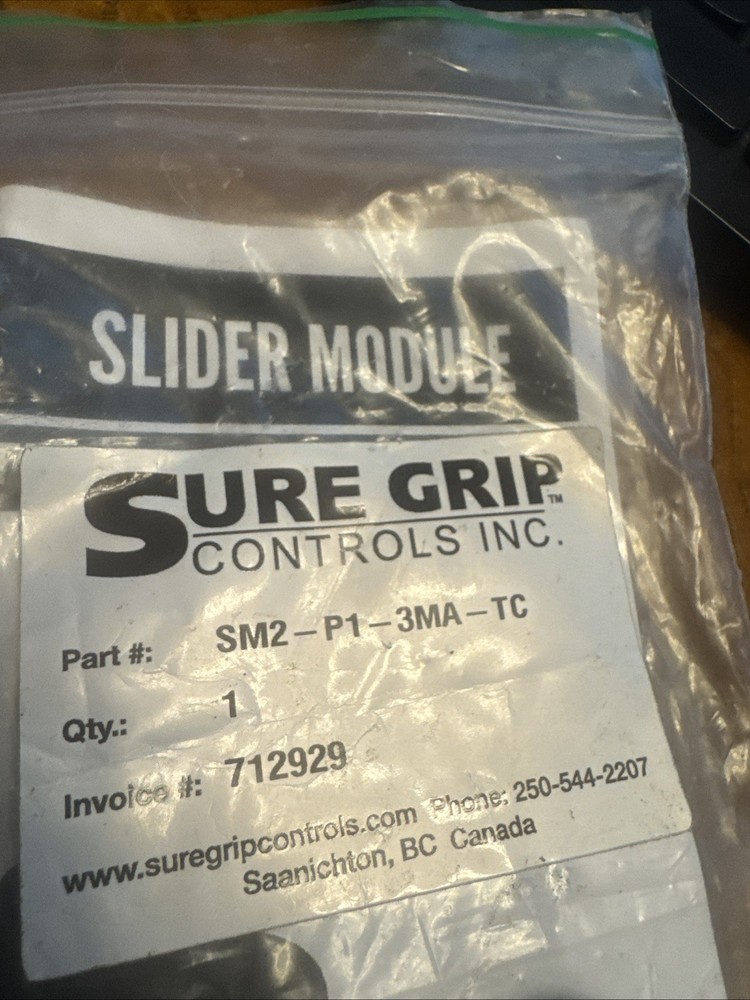 SLIDER MODULE
SURE GRIP™
CONTROLS INC.
Part #: SM2-P1-3MA-TC
Qty.: 1
Invoice #: 712929
www.suregripcontrols.com Phone: 250-544-2207
Saanichton, BC Canada